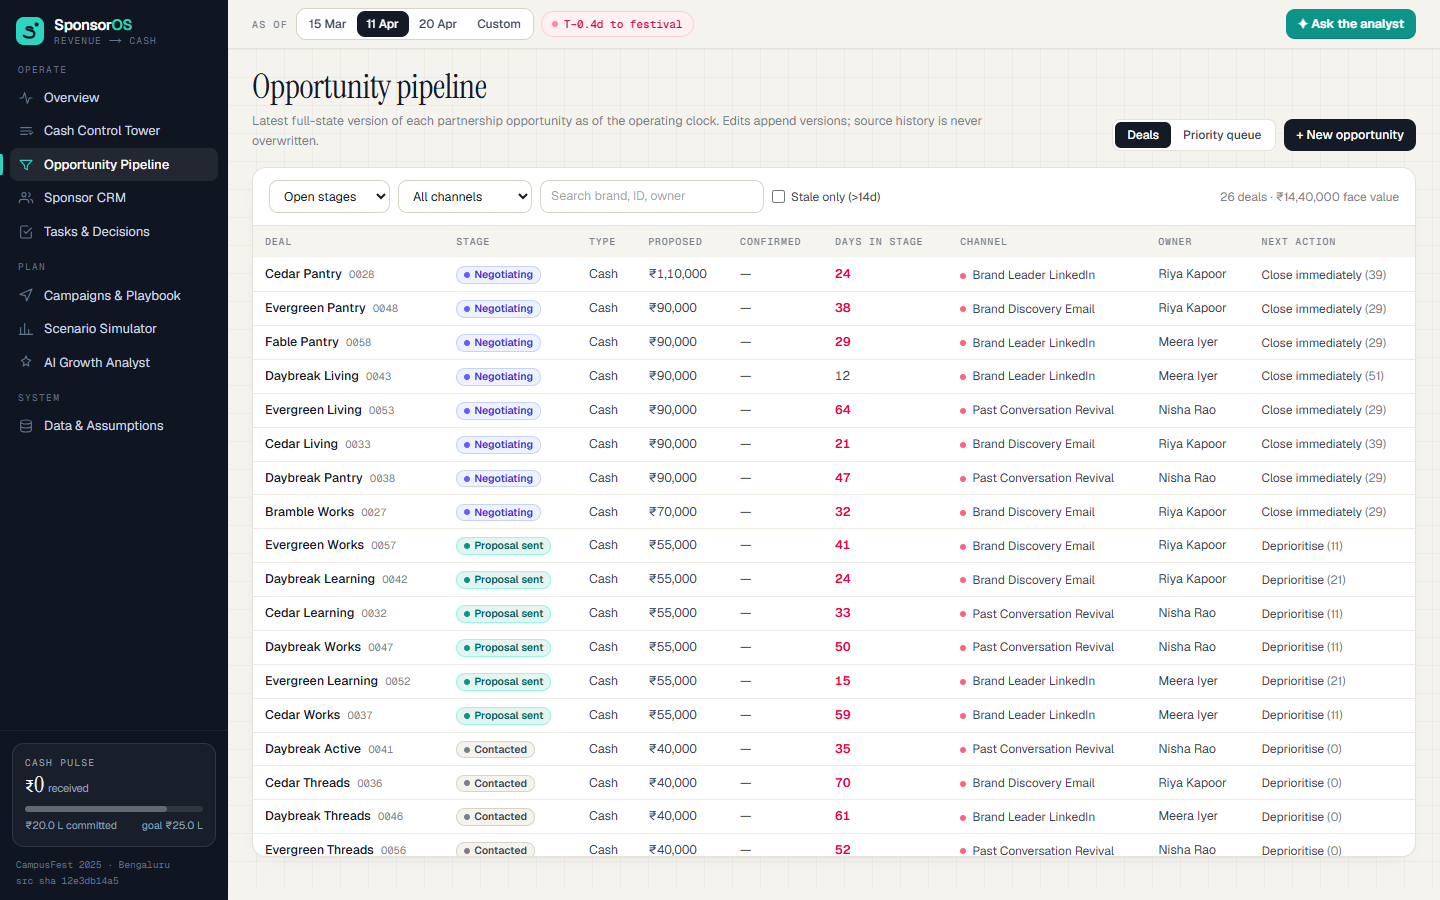 SponsorOS
REVENUE → CASH
OPERATE
Overview
Cash Control Tower
Opportunity Pipeline
Sponsor CRM
Tasks & Decisions
PLAN
Campaigns & Playbook
Scenario Simulator
AI Growth Analyst
SYSTEM
Data & Assumptions
CASH PULSE
₹0 received
₹20.0 L committed goal ₹25.0 L
CampusFest 2025 · Bengaluru
src sha 12e3db14a5
AS OF 15 Mar 11 Apr 20 Apr Custom T-0.4d to festival
✦ Ask the analyst
Opportunity pipeline
Latest full-state version of each partnership opportunity as of the operating clock. Edits append versions; source history is never
overwritten.
Deals Priority queue + New opportunity
Open stages All channels Search brand, ID, owner Stale only (>14d) 26 deals · ₹14,40,000 face value
DEAL STAGE TYPE PROPOSED CONFIRMED DAYS IN STAGE CHANNEL OWNER NEXT ACTION
Cedar Pantry 0028 Negotiating Cash ₹1,10,000 — 24 Brand Leader LinkedIn Riya Kapoor Close immediately (39)
Evergreen Pantry 0048 Negotiating Cash ₹90,000 — 38 Brand Discovery Email Riya Kapoor Close immediately (29)
Fable Pantry 0058 Negotiating Cash ₹90,000 — 29 Brand Leader LinkedIn Meera Iyer Close immediately (29)
Daybreak Living 0043 Negotiating Cash ₹90,000 — 12 Brand Leader LinkedIn Meera Iyer Close immediately (51)
Evergreen Living 0053 Negotiating Cash ₹90,000 — 64 Past Conversation Revival Nisha Rao Close immediately (29)
Cedar Living 0033 Negotiating Cash ₹90,000 — 21 Brand Discovery Email Riya Kapoor Close immediately (39)
Daybreak Pantry 0038 Negotiating Cash ₹90,000 — 47 Past Conversation Revival Nisha Rao Close immediately (29)
Bramble Works 0027 Negotiating Cash ₹70,000 — 32 Brand Discovery Email Riya Kapoor Close immediately (29)
Evergreen Works 0057 Proposal sent Cash ₹55,000 — 41 Brand Discovery Email Riya Kapoor Deprioritise (11)
Daybreak Learning 0042 Proposal sent Cash ₹55,000 — 24 Brand Discovery Email Riya Kapoor Deprioritise (21)
Cedar Learning 0032 Proposal sent Cash ₹55,000 — 33 Past Conversation Revival Nisha Rao Deprioritise (11)
Daybreak Works 0047 Proposal sent Cash ₹55,000 — 50 Past Conversation Revival Nisha Rao Deprioritise (11)
Evergreen Learning 0052 Proposal sent Cash ₹55,000 — 15 Brand Leader LinkedIn Meera Iyer Deprioritise (21)
Cedar Works 0037 Proposal sent Cash ₹55,000 — 59 Brand Leader LinkedIn Meera Iyer Deprioritise (11)
Daybreak Active 0041 Contacted Cash ₹40,000 — 35 Past Conversation Revival Nisha Rao Deprioritise (0)
Cedar Threads 0036 Contacted Cash ₹40,000 — 70 Brand Discovery Email Riya Kapoor Deprioritise (0)
Daybreak Threads 0046 Contacted Cash ₹40,000 — 61 Brand Leader LinkedIn Meera Iyer Deprioritise (0)
Evergreen Threads 0056 Contacted Cash ₹40,000 — 52 Past Conversation Revival Nisha Rao Deprioritise (0)